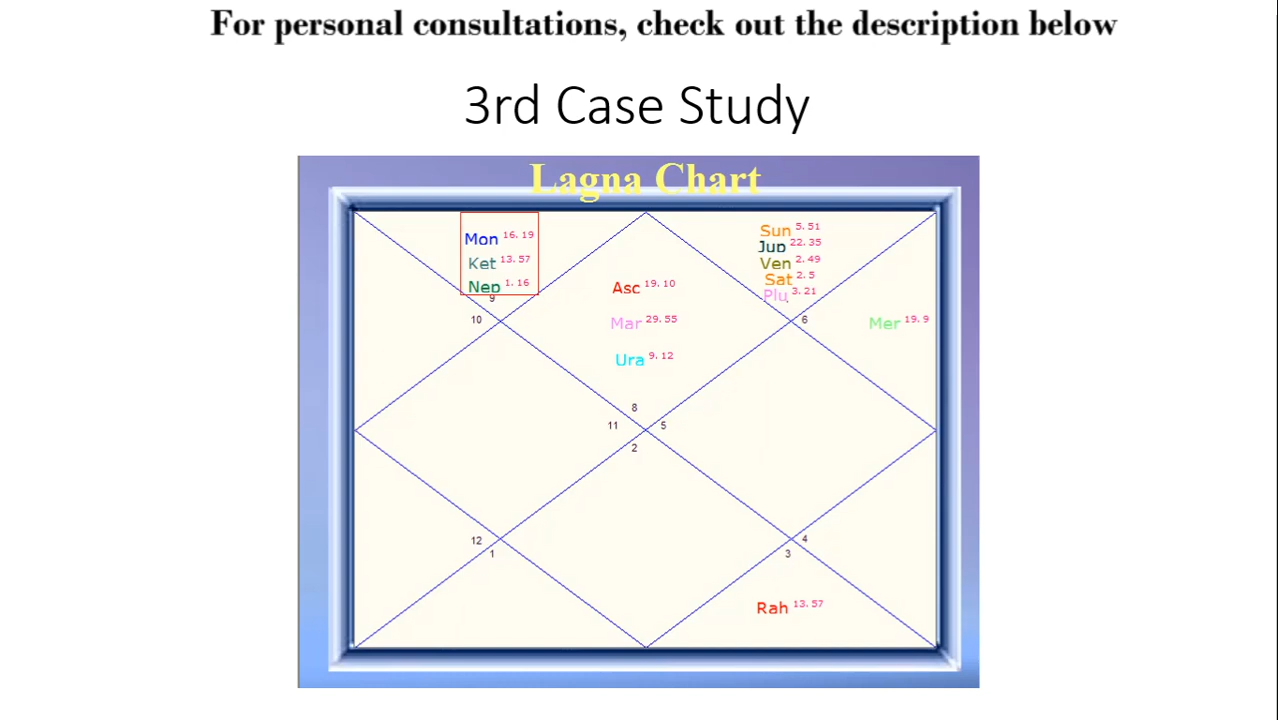 For personal consultations, check out the description below
3rd Case Study
Lagna Chart
Mon 16. 19
Ket 13. 57
Nep 1. 16
9
10
Asc 19. 10
Mar 29. 55
Ura 9. 12
Sun 5. 51
Jup 22. 35
Ven 2. 49
Sat 2. 5
Plu 3. 21
6
Mer 19. 9
8
11
5
2
12
1
4
3
Rah 13. 57